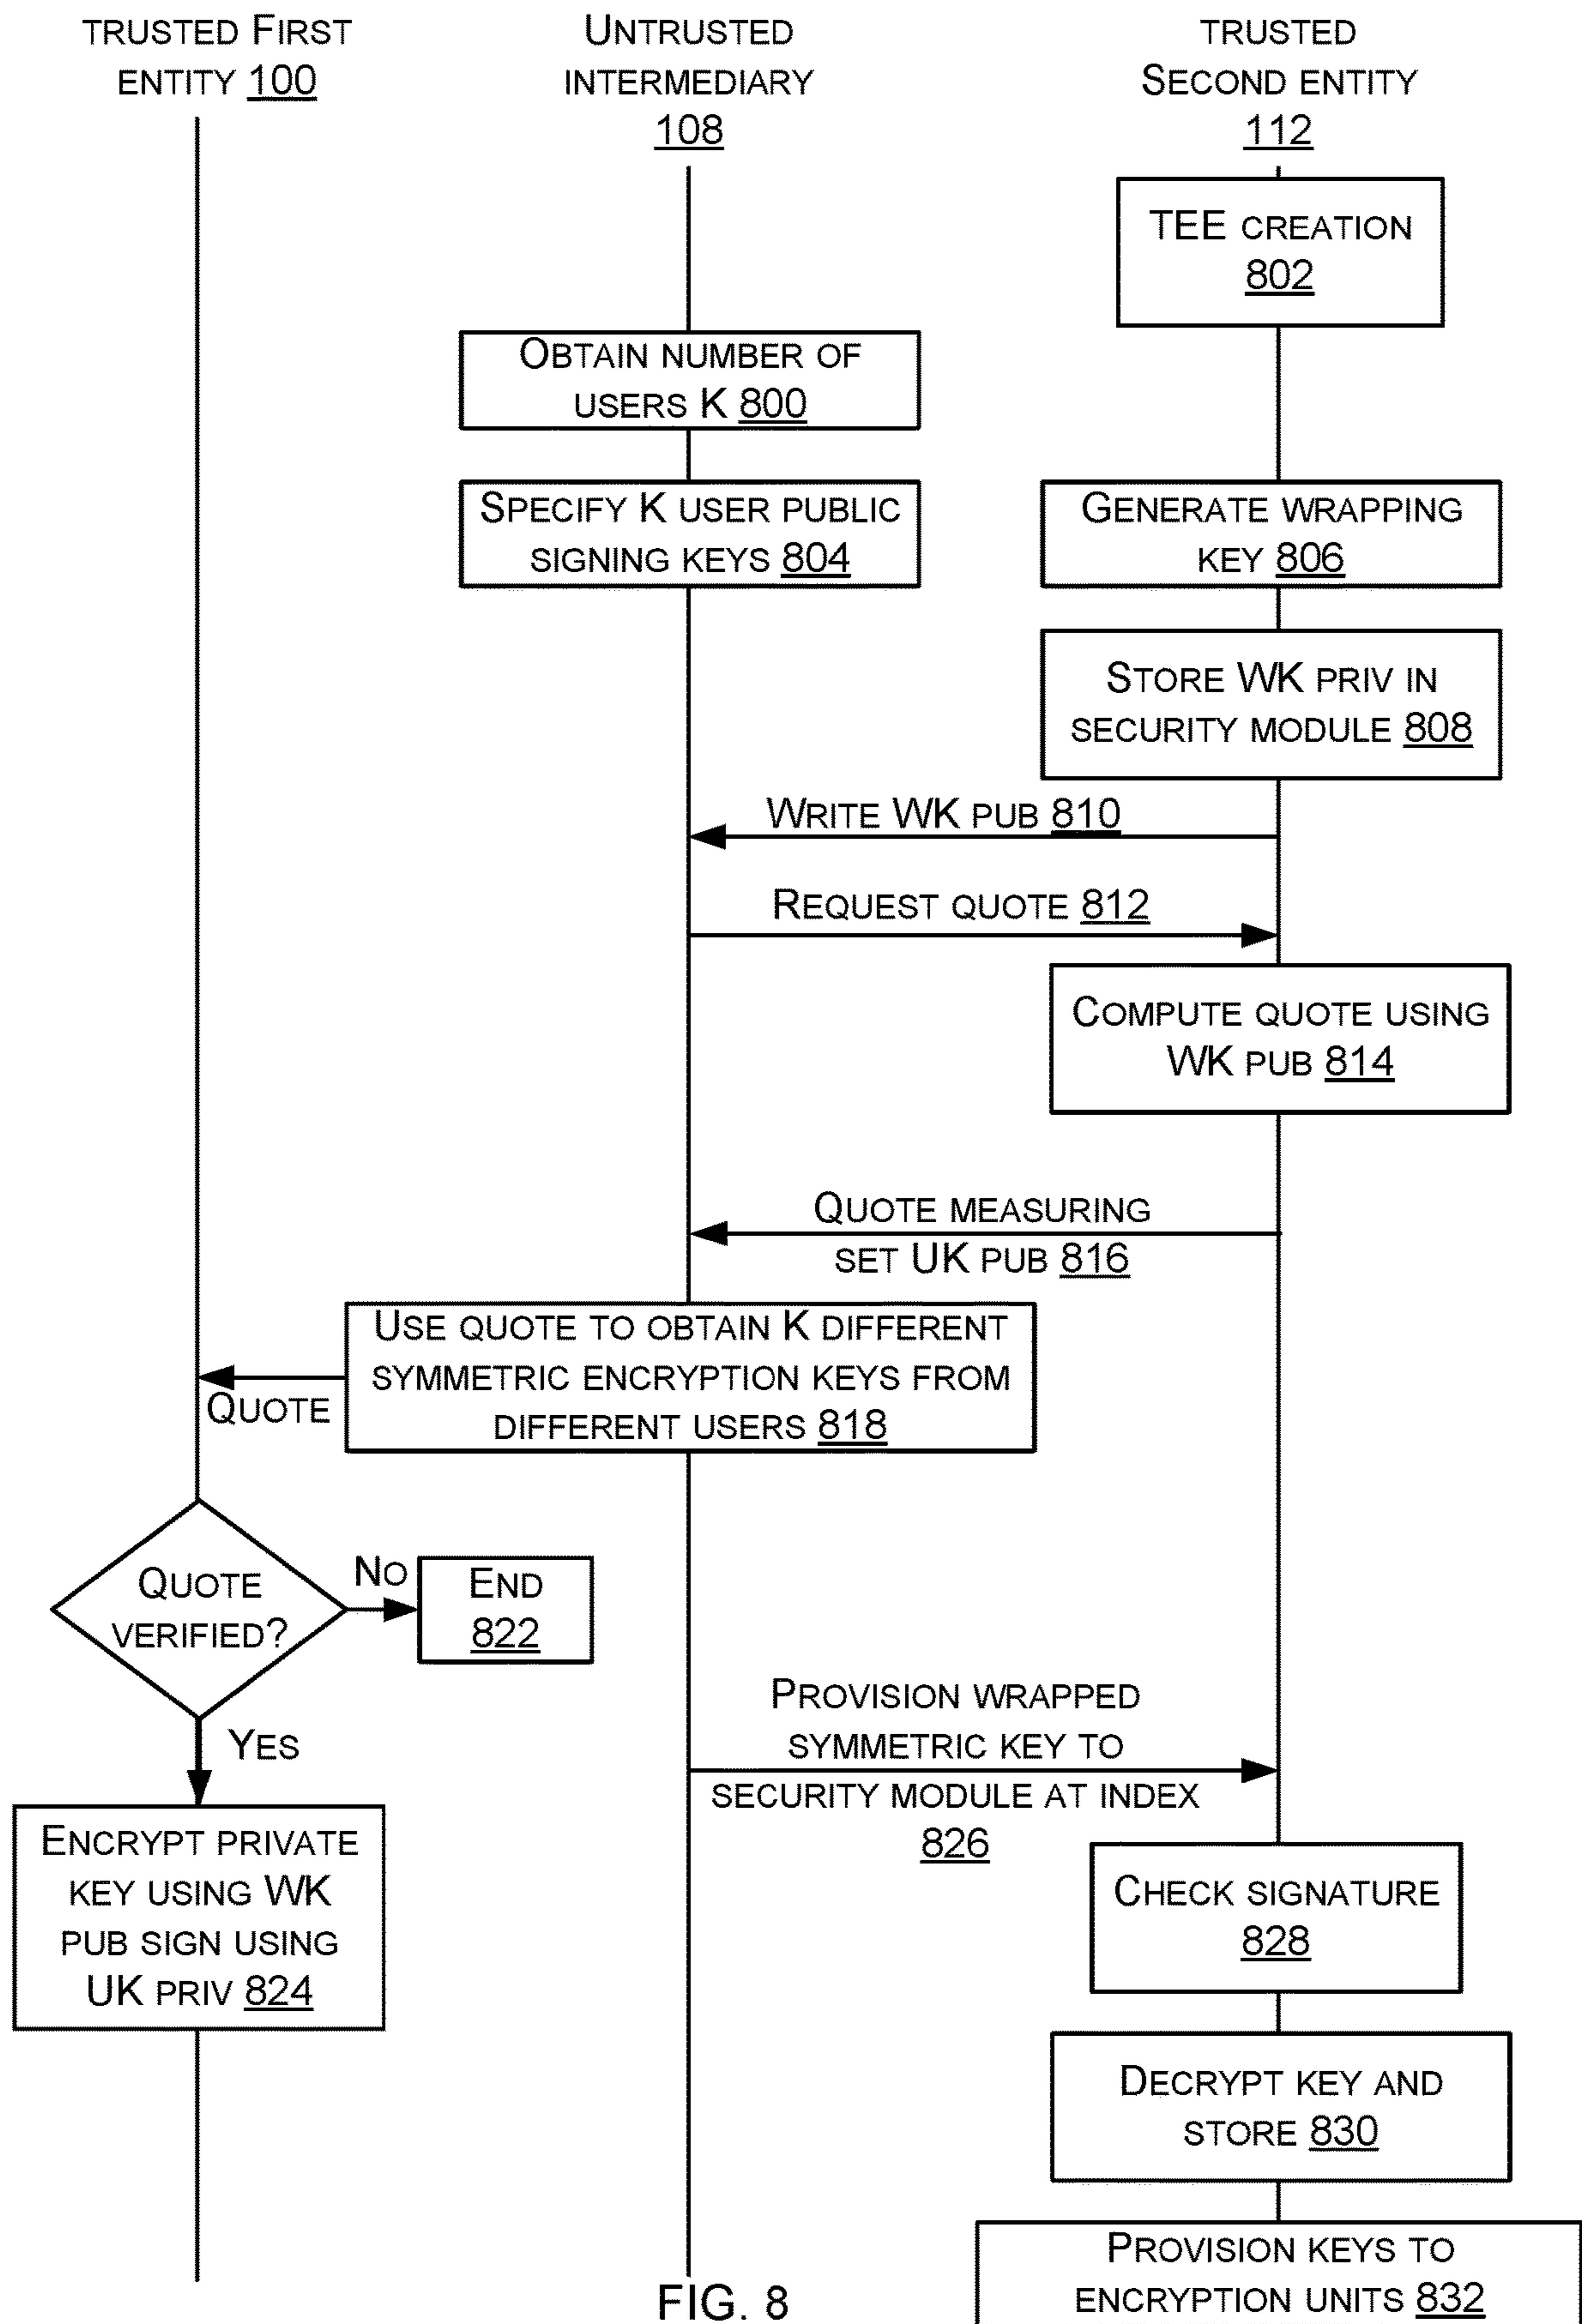 TRUSTED FIRST
ENTITY 100
UNTRUSTED
INTERMEDIARY
108
TRUSTED
SECOND ENTITY
112
TEE CREATION
802
OBTAIN NUMBER OF
USERS K 800
SPECIFY K USER PUBLIC
SIGNING KEYS 804
GENERATE WRAPPING
KEY 806
STORE WK PRIV IN
SECURITY MODULE 808
WRITE WK PUB 810
REQUEST QUOTE 812
COMPUTE QUOTE USING
WK PUB 814
QUOTE MEASURING
SET UK PUB 816
USE QUOTE TO OBTAIN K DIFFERENT
SYMMETRIC ENCRYPTION KEYS FROM
DIFFERENT USERS 818
QUOTE
QUOTE
VERIFIED?
NO
END
822
YES
PROVISION WRAPPED
SYMMETRIC KEY TO
SECURITY MODULE AT INDEX
826
ENCRYPT PRIVATE
KEY USING WK
PUB SIGN USING
UK PRIV 824
CHECK SIGNATURE
828
DECRYPT KEY AND
STORE 830
PROVISION KEYS TO
ENCRYPTION UNITS 832
FIG. 8